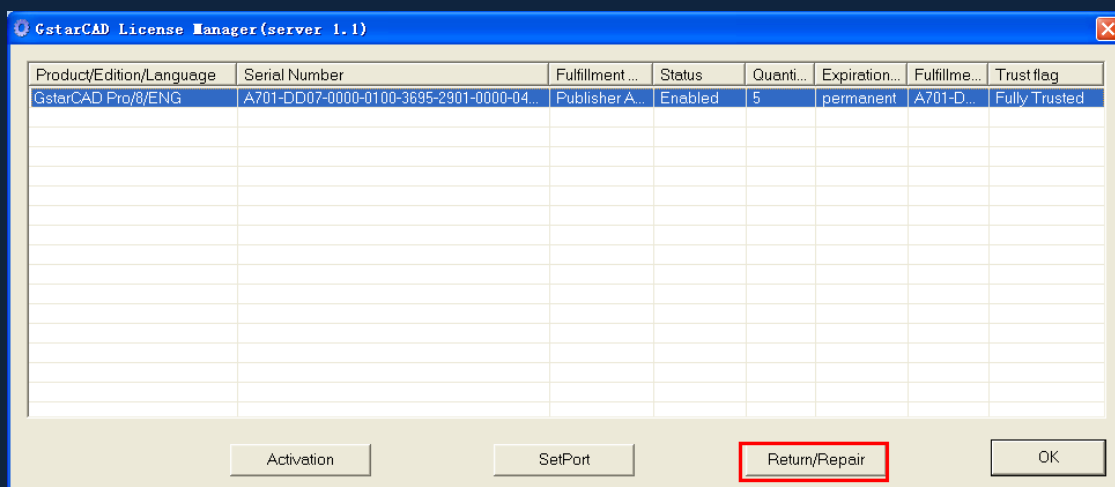 GstarCAD License Manager(server 1.1)
Product/Edition/Language Serial Number Fulfillment ... Status Quanti... Expiration... Fulfillme... Trust flag
GstarCAD Pro/8/ENG A701-DD07-0000-0100-3695-2901-0000-04... Publisher A... Enabled 5 permanent A701-D... Fully Trusted
Activation SetPort Return/Repair OK